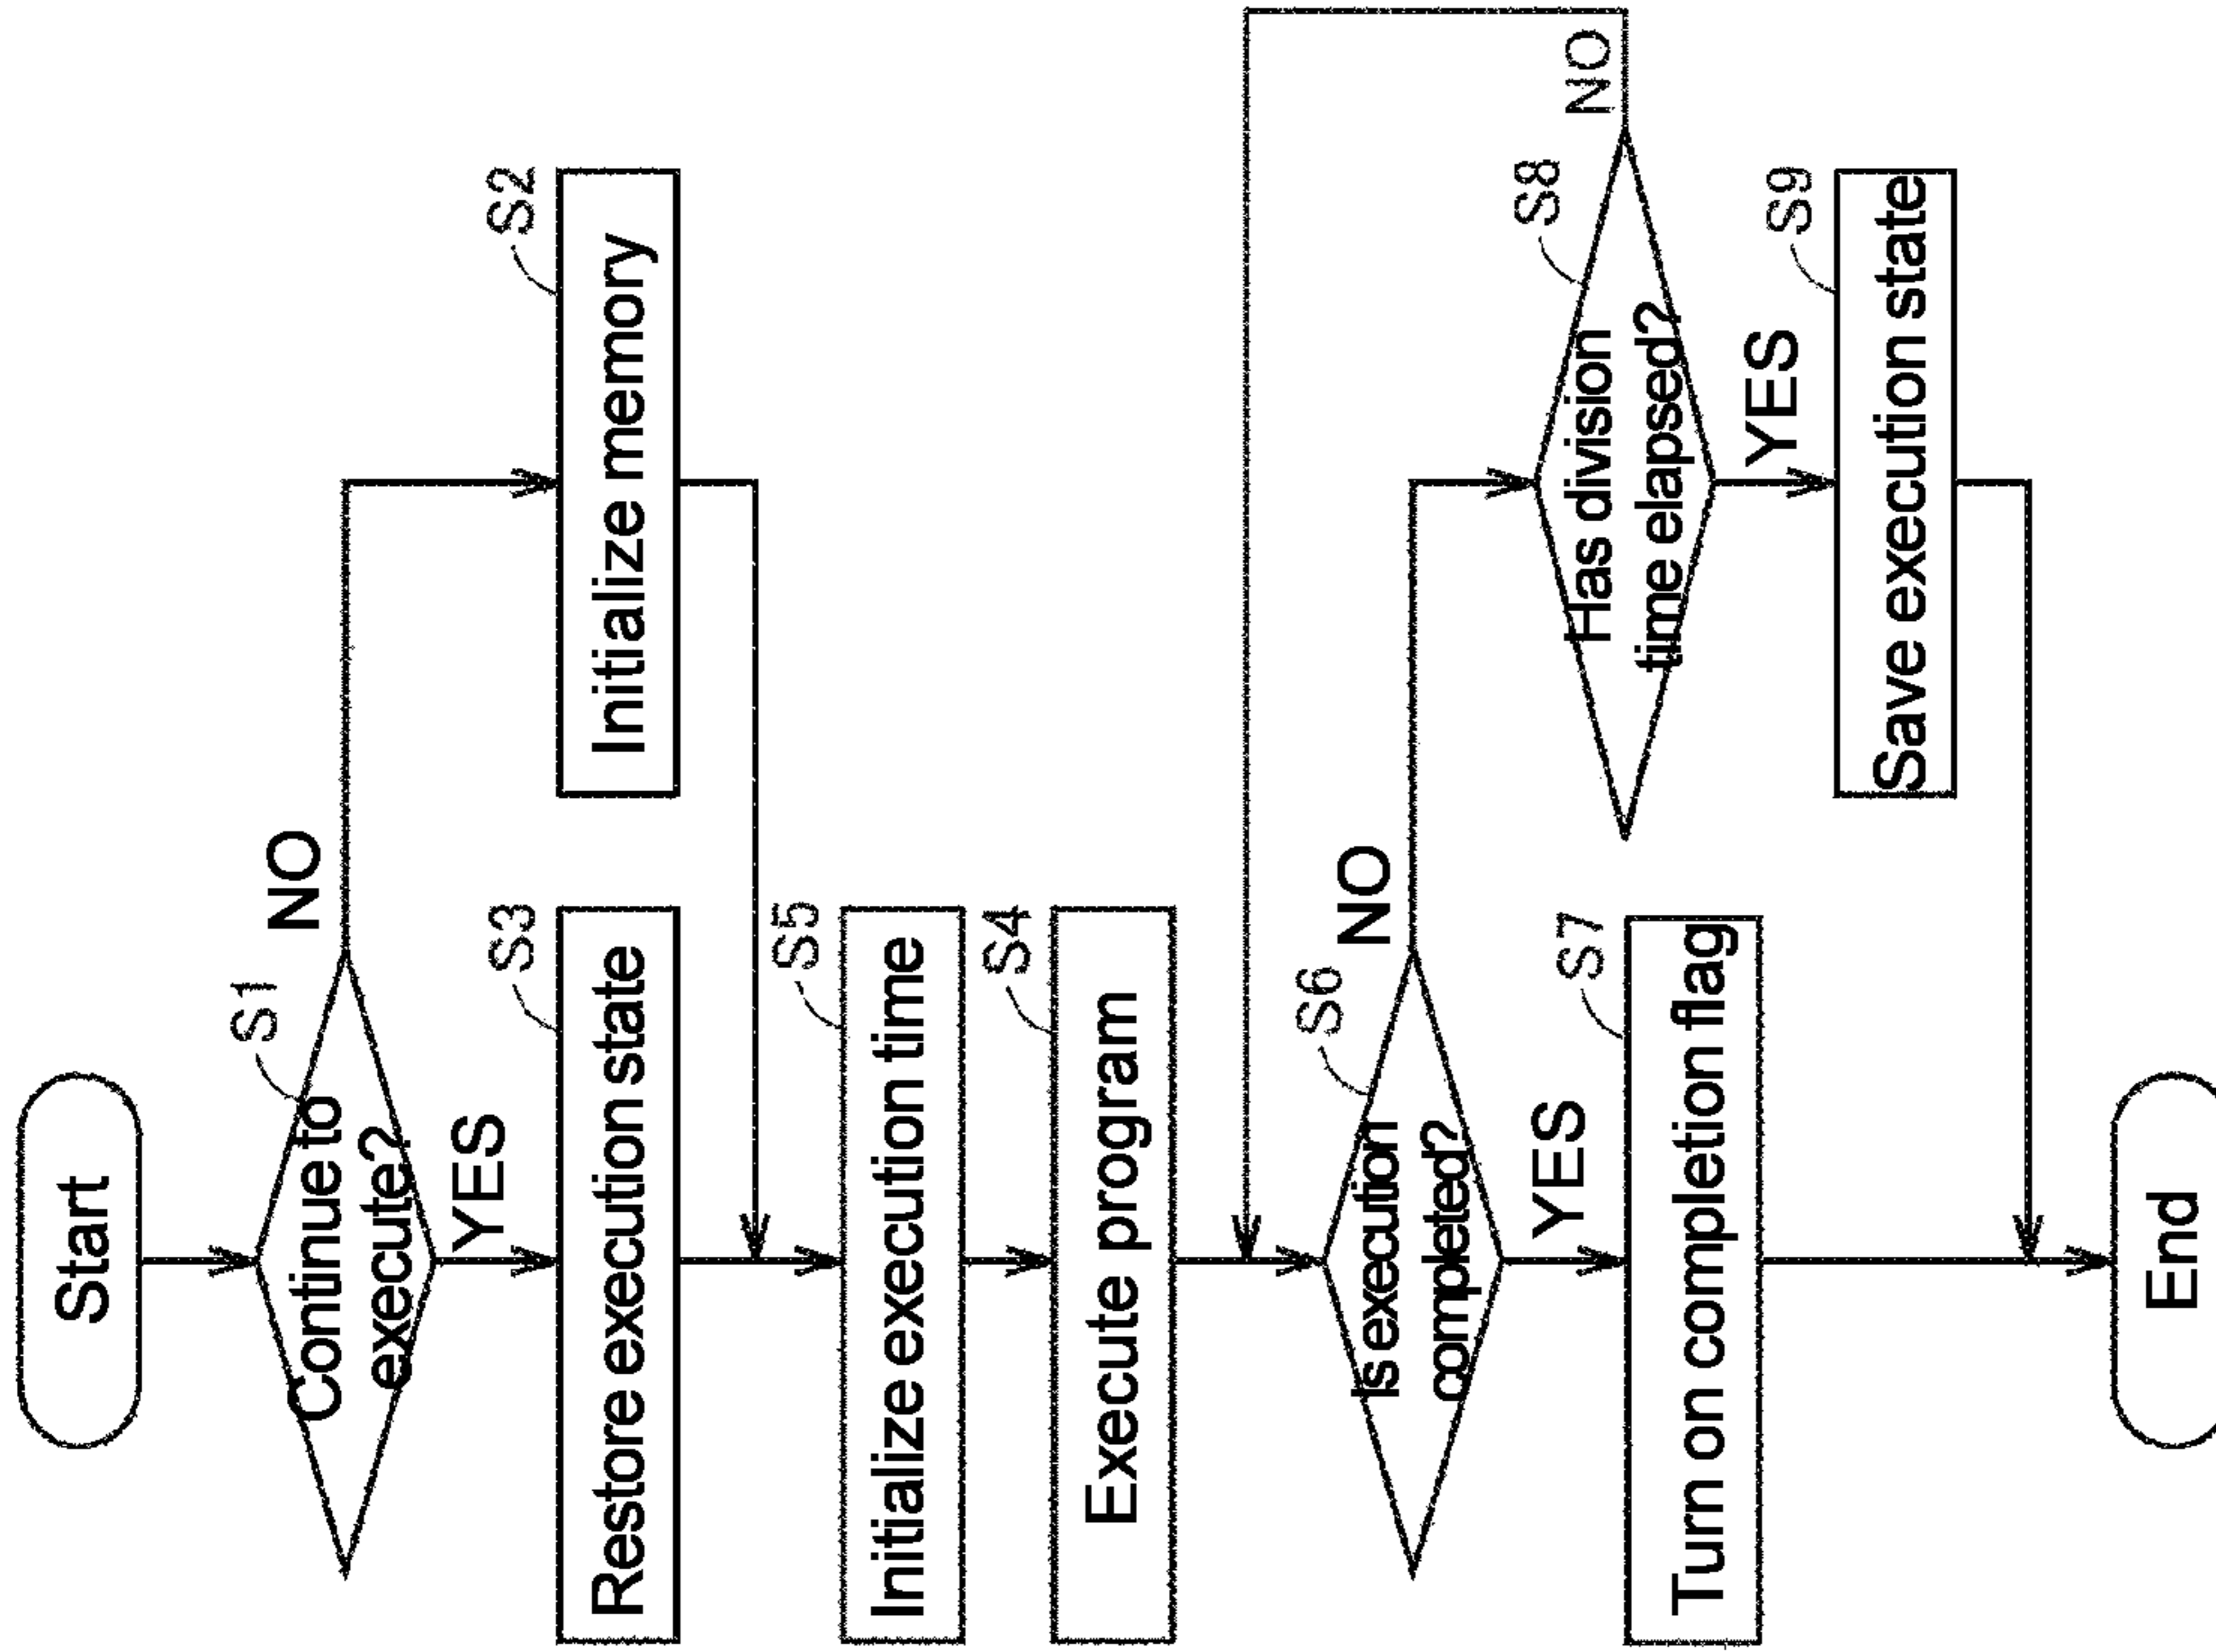 Start
S1
Continue to
execute?
NO
YES
S3
Restore execution state
S2
Initialize memory
S5
Initialize execution time
S4
Execute program
S6
Is execution
completed?
NO
YES
S8
Has division
time elapsed?
NO
YES
S7
Turn on completion flag
S9
Save execution state
End